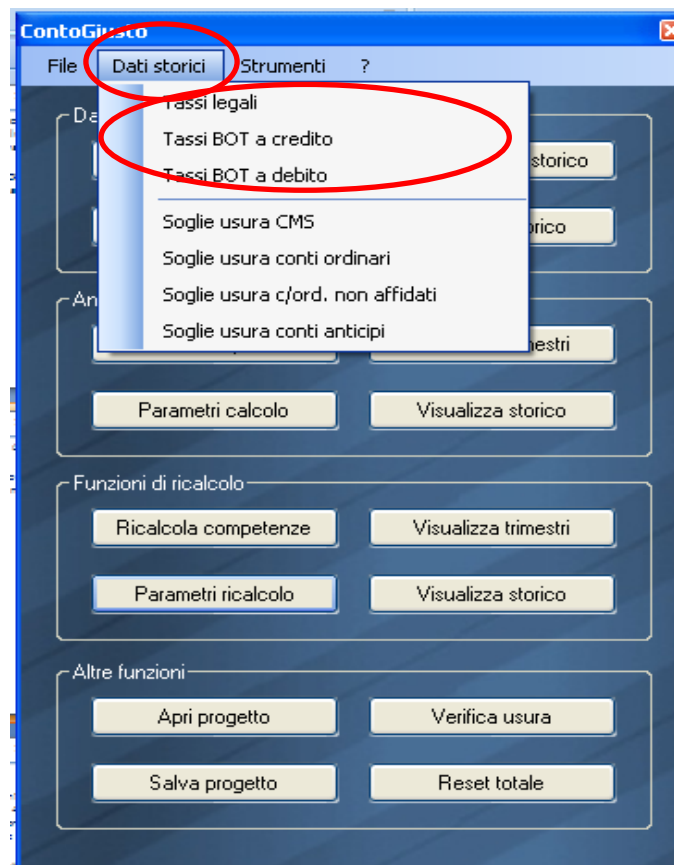 ContoGiusto
File Dati storici Strumenti ?
Tassi legali
Tassi BOT a credito
Tassi BOT a debito
Soglie usura CMS
Soglie usura conti ordinari
Soglie usura c/ord. non affidati
Soglie usura conti anticipi
Da
storico
An
Parametri calcolo Visualizza storico
Funzioni di ricalcolo
Ricalcola competenze Visualizza trimestri
Parametri ricalcolo Visualizza storico
Altre funzioni
Apri progetto Verifica usura
Salva progetto Reset totale